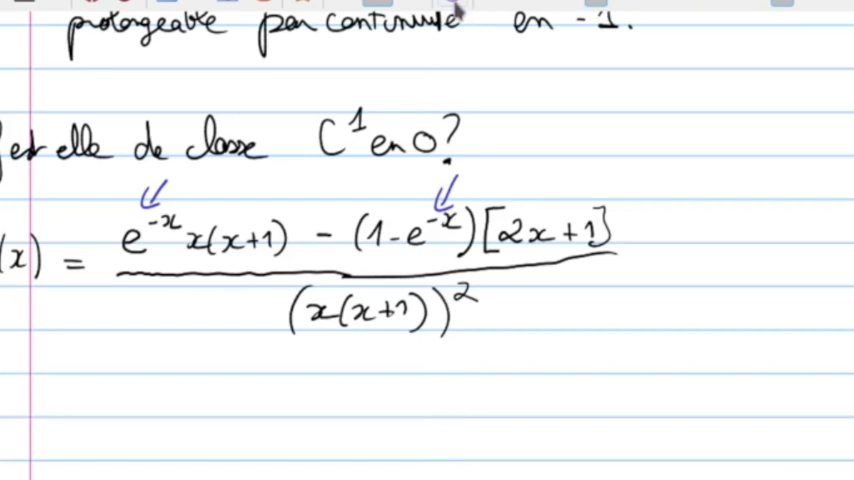 prolongeable par continuité en -1.
est elle de classe C¹ en 0?
(x) = e^{-x} x(x+1) - (1-e^{-x})[2x+1]
(x(x+1))²